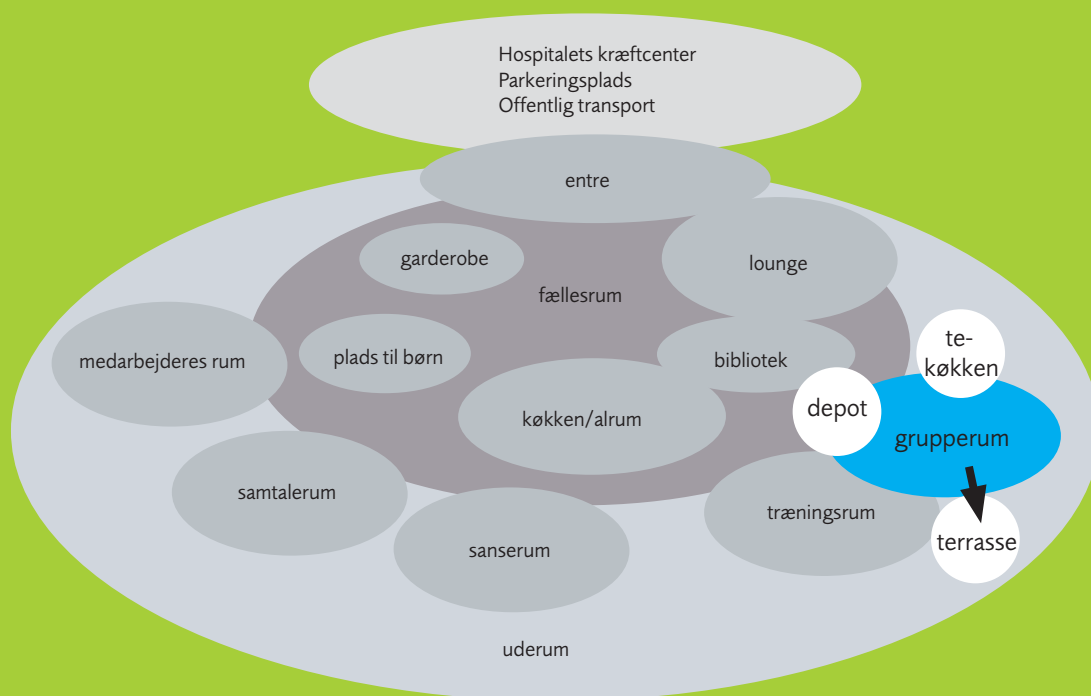 Hospitalets kræftcenter
Parkeringsplads
Offentlig transport
entre
garderobe
lounge
fællesrum
medarbejderes rum
plads til børn
bibliotek
te-
køkken
depot
køkken/alrum
grupperum
samtalerum
træningsrum
sanserum
terrasse
uderum